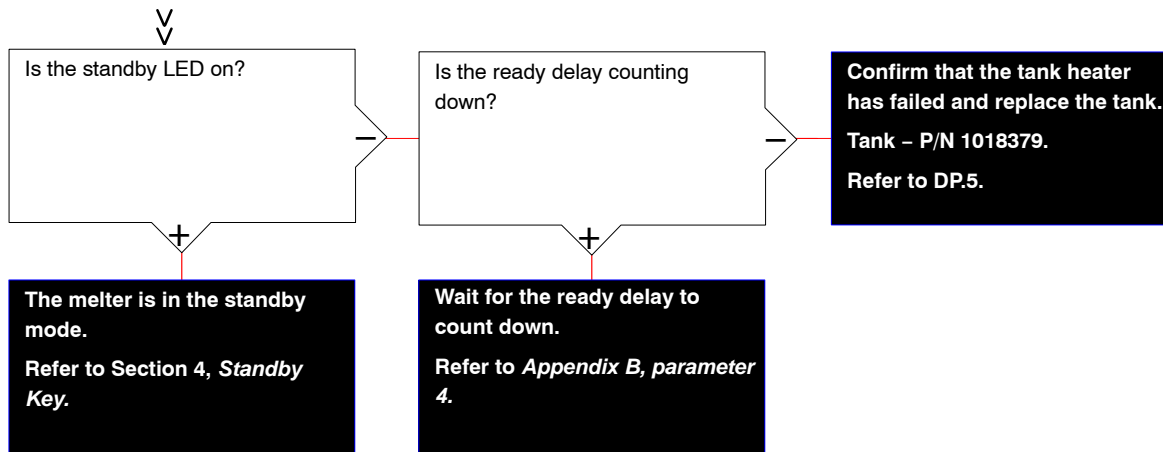 Is the standby LED on?
−
+
The melter is in the standby
mode.
Refer to Section 4, Standby
Key.
Is the ready delay counting
down?
−
+
Wait for the ready delay to
count down.
Refer to Appendix B, parameter
4.
Confirm that the tank heater
has failed and replace the tank.
Tank − P/N 1018379.
Refer to DP.5.